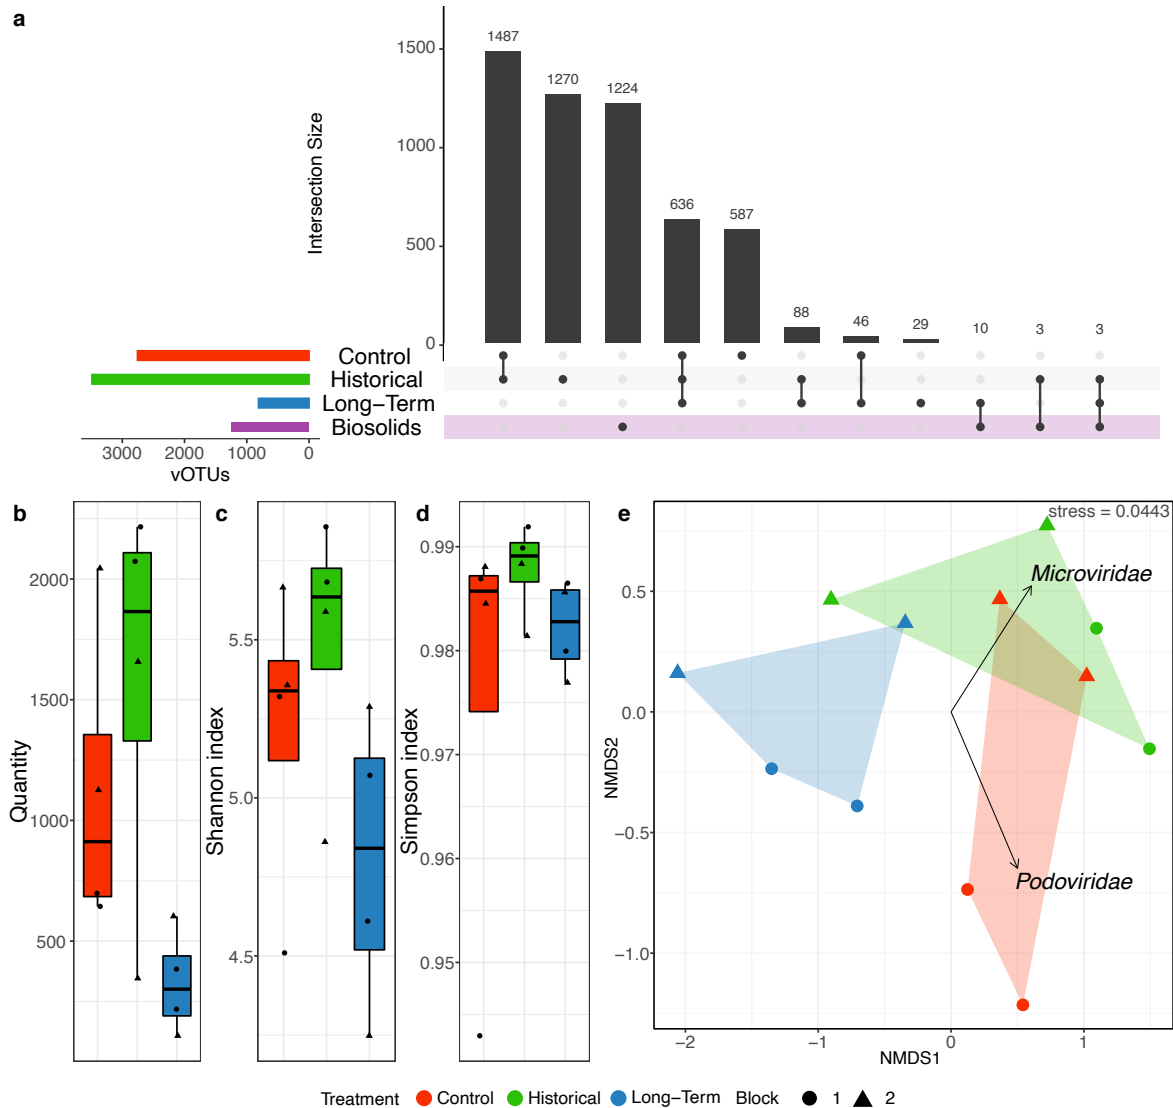 a
Intersection Size
1500
1000
500
0
1487
1270
1224
636
587
88
46
29
10
3
3
Control
Historical
Long−Term
Biosolids
3000 2000 1000 0
vOTUs
b
Quantity
2000
1500
1000
500
c
Shannon index
5.5
5.0
4.5
d
Simpson index
0.99
0.98
0.97
0.96
0.95
e
stress = 0.0443
Microviridae
Podoviridae
NMDS2
0.5
0.0
−0.5
−1.0
−2 −1 0 1
NMDS1
Treatment Control Historical Long−Term Block 1 2